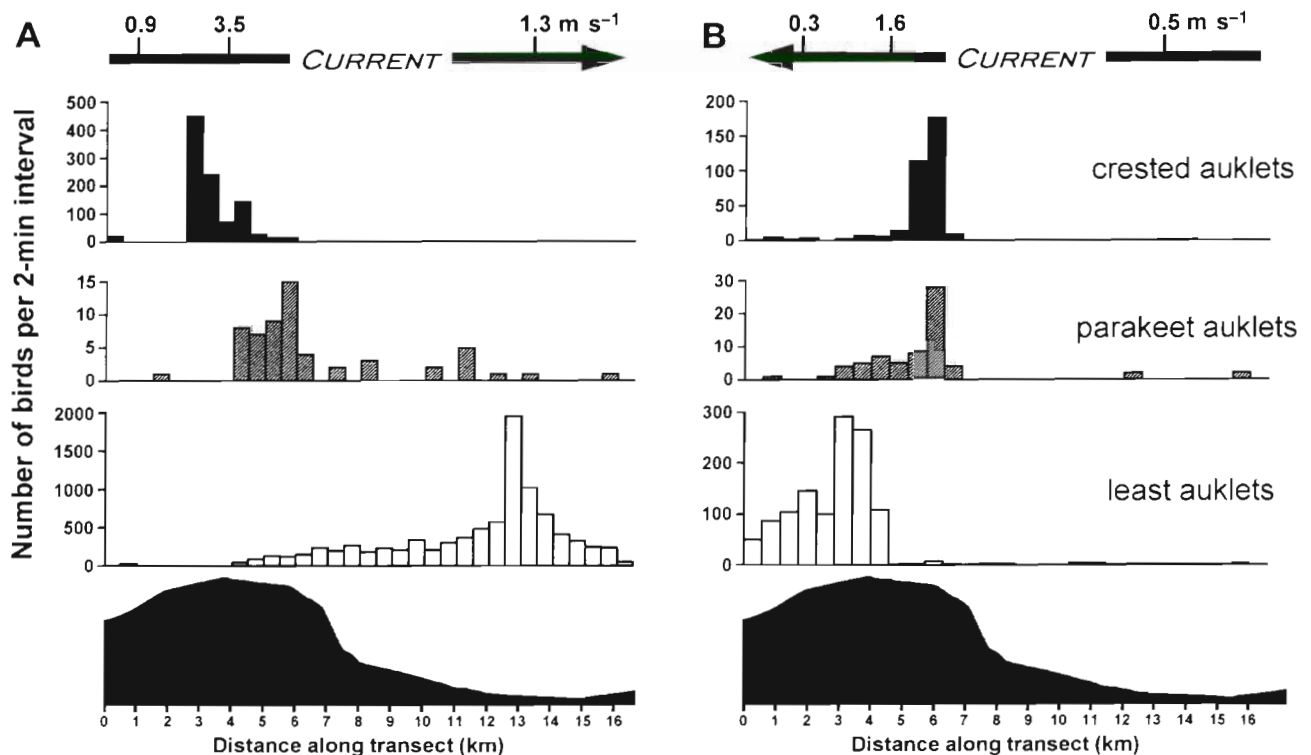 A
0.9 3.5 1.3 m s⁻¹
CURRENT
B
0.3 1.6 0.5 m s⁻¹
CURRENT
Number of birds per 2-min interval
500
400
300
200
100
0
15
10
5
0
2000
1500
1000
500
0
0 1 2 3 4 5 6 7 8 9 10 11 12 13 14 15 16
Distance along transect (km)
200
150
100
50
0
crested auklets
30
20
10
0
parakeet auklets
300
200
100
0
least auklets
0 1 2 3 4 5 6 7 8 9 10 11 12 13 14 15 16
Distance along transect (km)